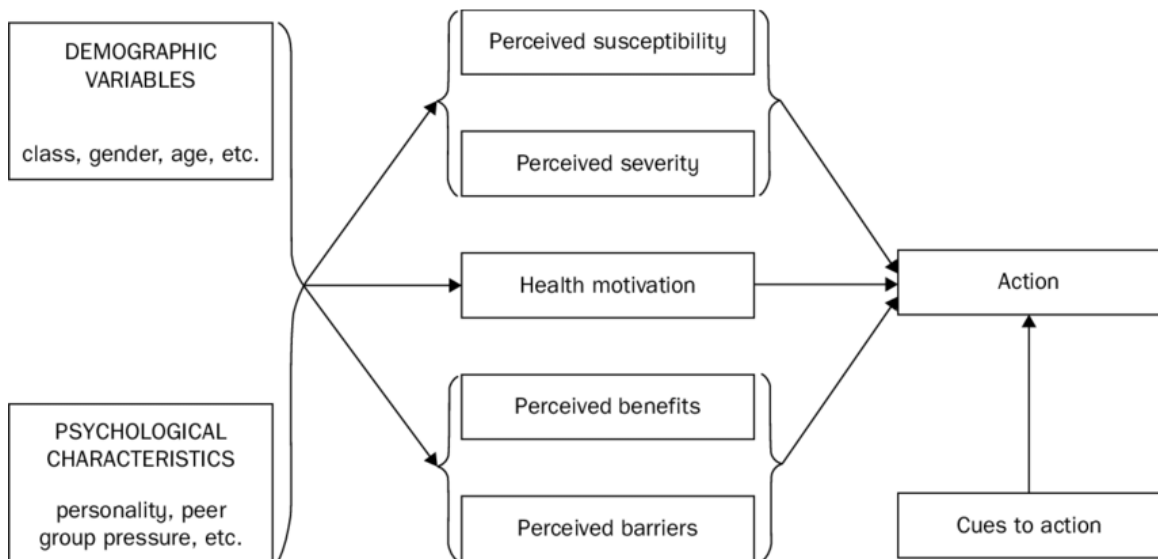 DEMOGRAPHIC
VARIABLES
class, gender, age, etc.
PSYCHOLOGICAL
CHARACTERISTICS
personality, peer
group pressure, etc.
Perceived susceptibility
Perceived severity
Health motivation
Perceived benefits
Perceived barriers
Action
Cues to action